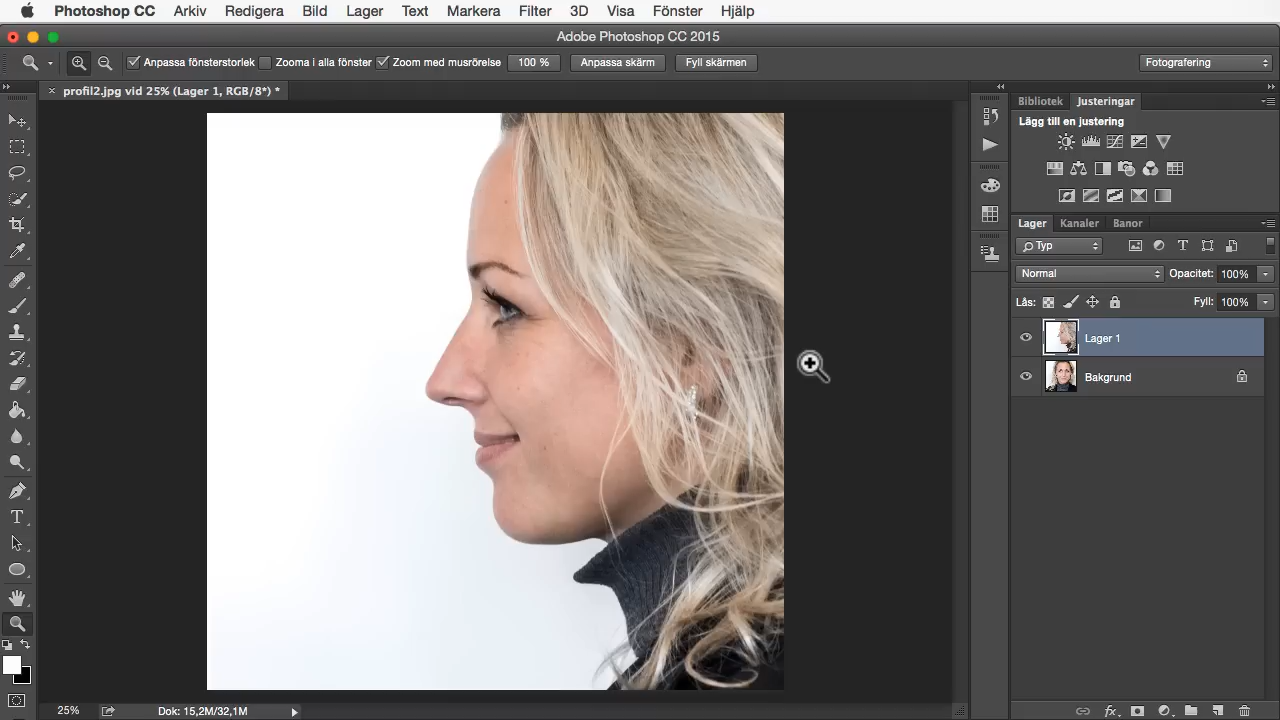 Photoshop CC Arkiv Redigera Bild Lager Text Markera Filter 3D Visa Fönster Hjälp
Adobe Photoshop CC 2015
Anpassa fönsterstorlek Zooma i alla fönster Zoom med musrörelse 100 % Anpassa skärm Fyll skärmen Fotografering
× profil2.jpg vid 25% (Lager 1, RGB/8*) *
Bibliotek Justeringar
Lägg till en justering
Lager Kanaler Banor
Typ
Normal Opacitet: 100%
Lås: Fyll: 100%
Lager 1
Bakgrund
25% Dok: 15,2M/32,1M